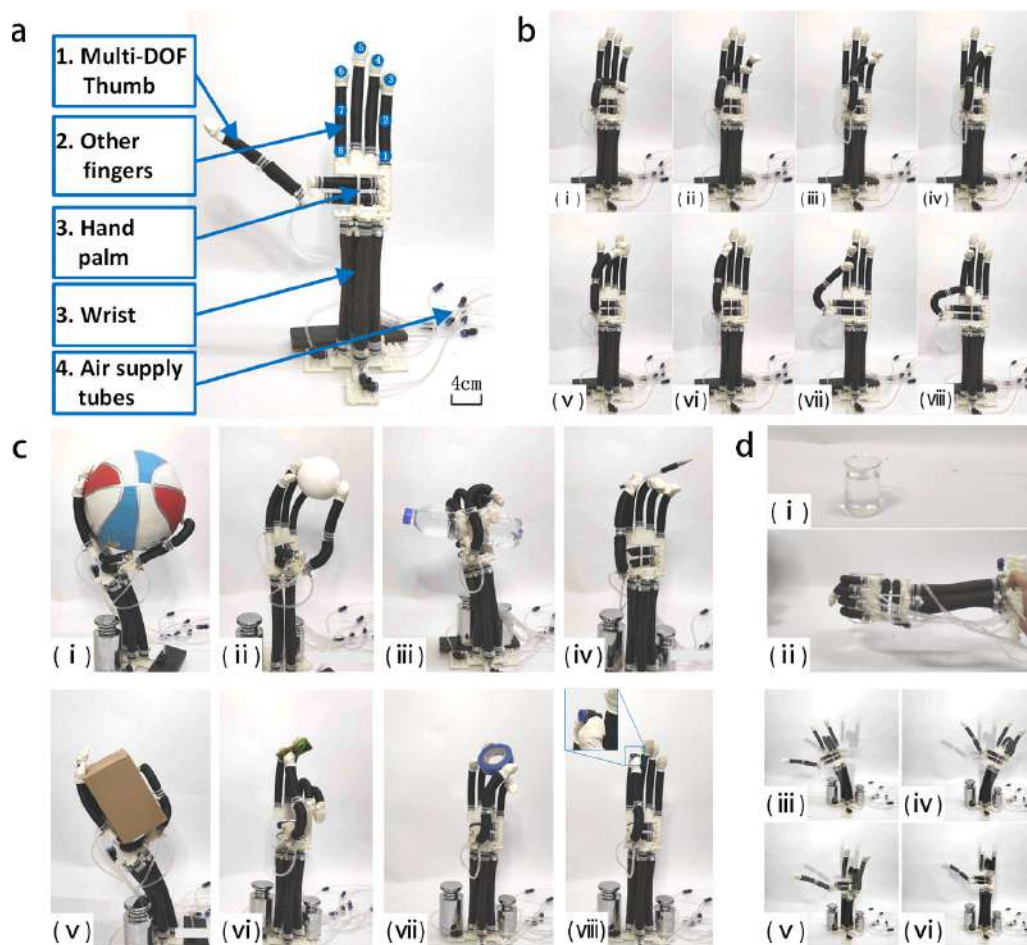 a
1. Multi-DOF
Thumb
2. Other
fingers
3. Hand
palm
3. Wrist
4. Air supply
tubes
5
4
6
3
7
2
8
1
4cm
b
(i)
(ii)
(iii)
(iv)
(v)
(vi)
(vii)
(viii)
c
(i)
(ii)
(iii)
(iv)
(v)
(vi)
(vii)
(viii)
d
(i)
(ii)
(iii)
(iv)
(v)
(vi)